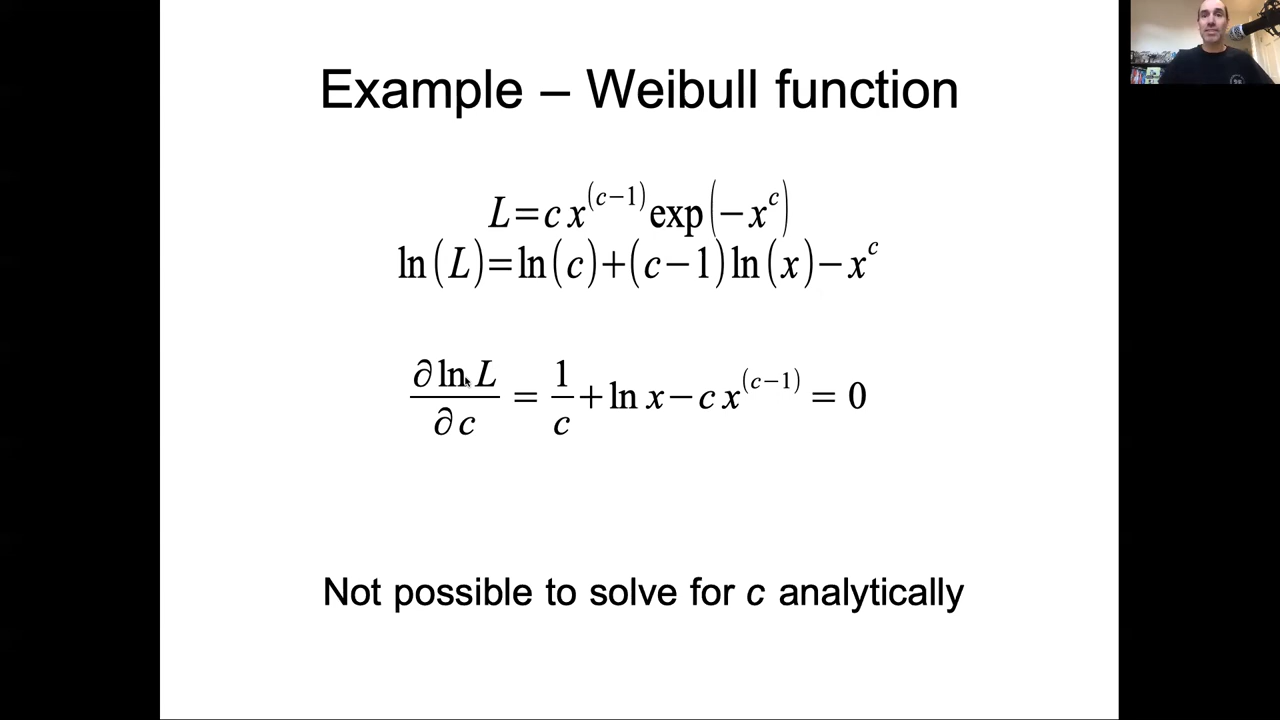 Example – Weibull function
L=c x^(c−1) exp(−x^c)
ln(L)=ln(c)+(c−1)ln(x)−x^c
∂ ln L / ∂ c = 1/c + ln x − c x^(c−1) = 0
Not possible to solve for c analytically